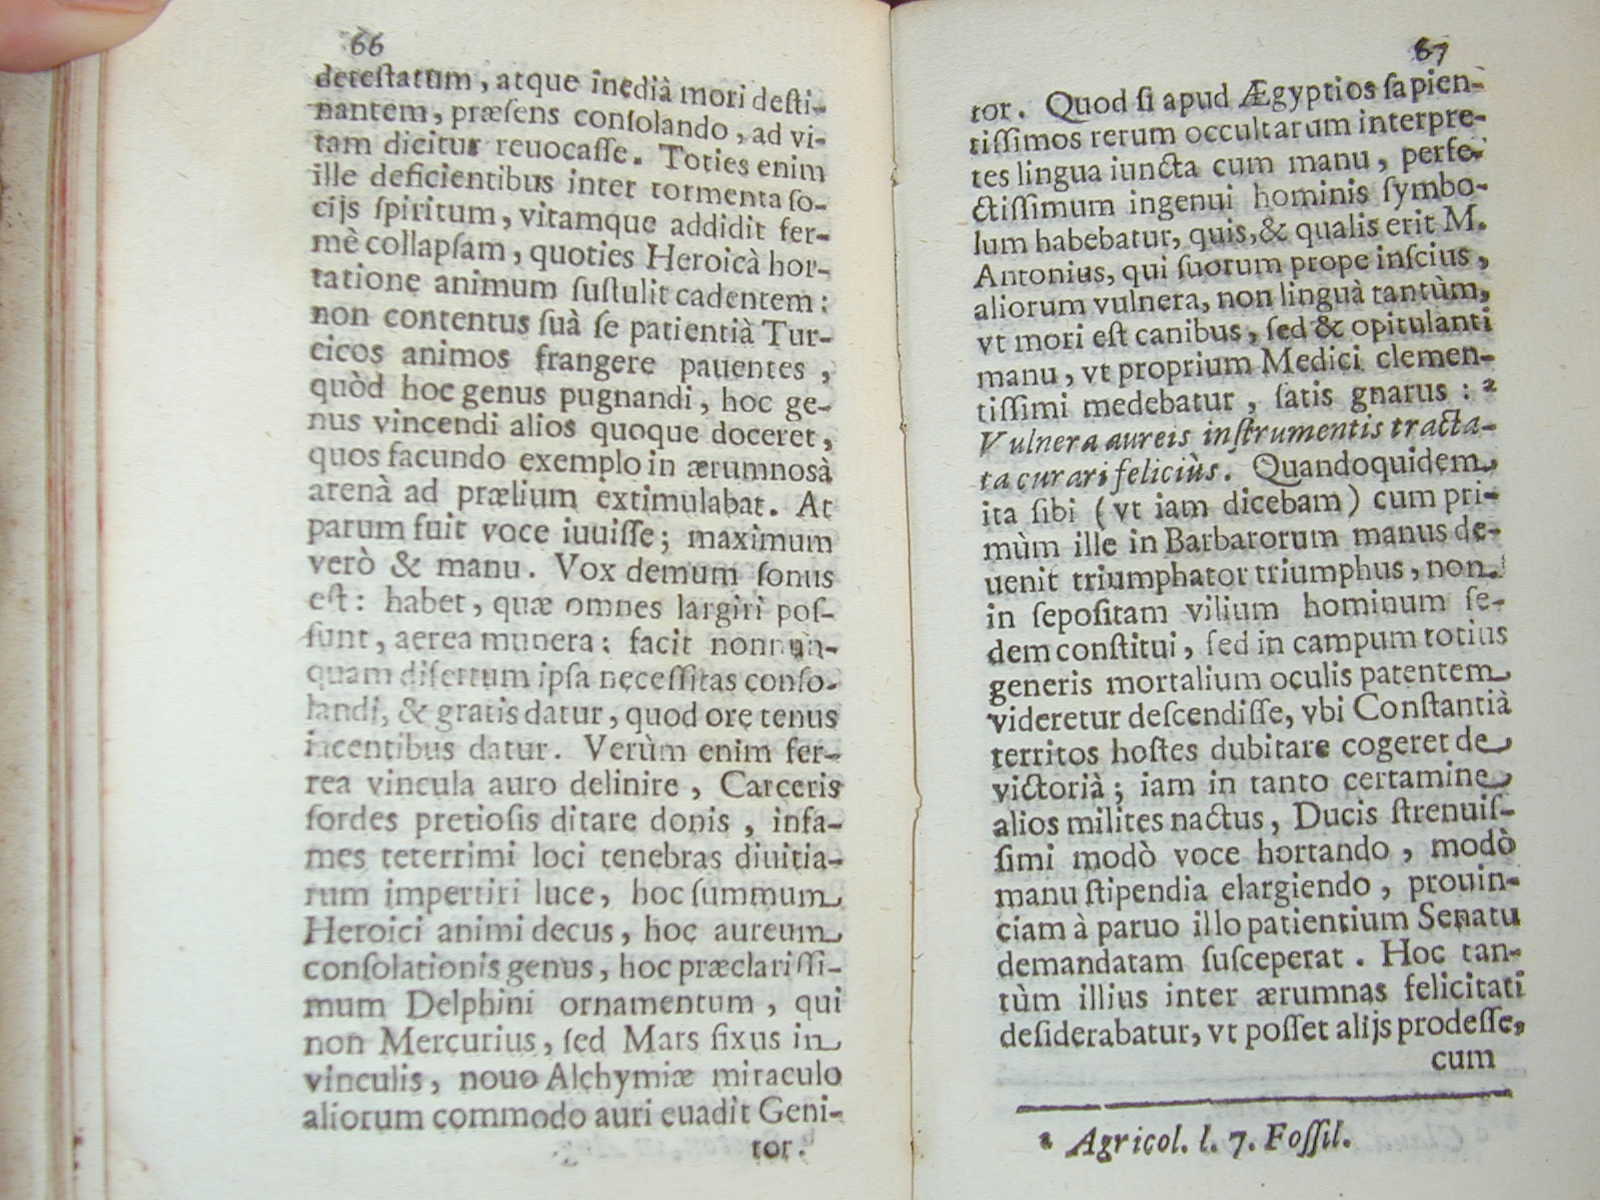 66
deteſtatum, atque inediâ mori deſti-
nantem, præſens conſolando, ad vi-
tam dicitur reuocaſſe. Toties enim
ille deficientibus inter tormenta ſo-
cijs ſpiritum, vitamque addidit fer-
mè collapſam, quoties Heroicà hor-
tatione animum ſuſtulit cadentem:
non contentus ſuâ ſe patientiâ Tur-
cicos animos frangere pauentes,
quòd hoc genus pugnandi, hoc ge-
nus vincendi alios quoque doceret,
quos facundo exemplo in ærumnosâ
arenâ ad prælium extimulabat. At
parum fuit voce iuuiſſe; maximum
verò & manu. Vox demum ſonus
eſt: habet, quæ omnes largiri poſ-
ſunt, aerea munera: facit nonnun-
quam diſertum ipſa neceſſitas conſo-
landi, & gratis datur, quod ore tenus
iacentibus datur. Verùm enim fer-
rea vincula auro delinire, Carceris
ſordes pretioſis ditare donis, infa-
mes teterrimi loci tenebras diuitia-
rum impertiri luce, hoc ſummum
Heroici animi decus, hoc aureum
conſolationis genus, hoc præclariſſi-
mum Delphini ornamentum, qui
non Mercurius, ſed Mars fixus in
vinculis, nouo Alchymiæ miraculo
aliorum commodo auri euadit Geni-
tor.
67
tor. Quod ſi apud Ægyptios ſapien-
tiſſimos rerum occultarum interpre-
tes lingua iuncta cum manu, perfe-
ctiſſimum ingenui hominis ſymbo-
lum habebatur, quis, & qualis erit M.
Antonius, qui ſuorum prope inſcius,
aliorum vulnera, non linguâ tantùm,
vt mori eſt canibus, ſed & opitulanti
manu, vt proprium Medici clemen-
tiſſimi medebatur, ſatis gnarus: a
Vulnera aureis inſtrumentis tracta-
ta curari feliciùs. Quandoquidem
ita ſibi (vt iam dicebam) cum pri-
mùm ille in Barbarorum manus de-
uenit triumphator triumphus, non
in ſepoſitam vilium hominum ſe-
dem conſtitui, ſed in campum totius
generis mortalium oculis patentem
videretur deſcendiſſe, vbi Conſtantiâ
territos hoſtes dubitare cogeret de
victoriâ; iam in tanto certamine
alios milites nactus, Ducis ſtrenuiſ-
ſimi modò voce hortando, modò
manu ſtipendia elargiendo, prouin-
ciam à paruo illo patientium Senatu
demandatam ſuſceperat. Hoc tan-
tùm illius inter ærumnas felicitati
deſiderabatur, vt poſſet alijs prodeſſe,
cum
a Agricol. l. 7. Foſſil.